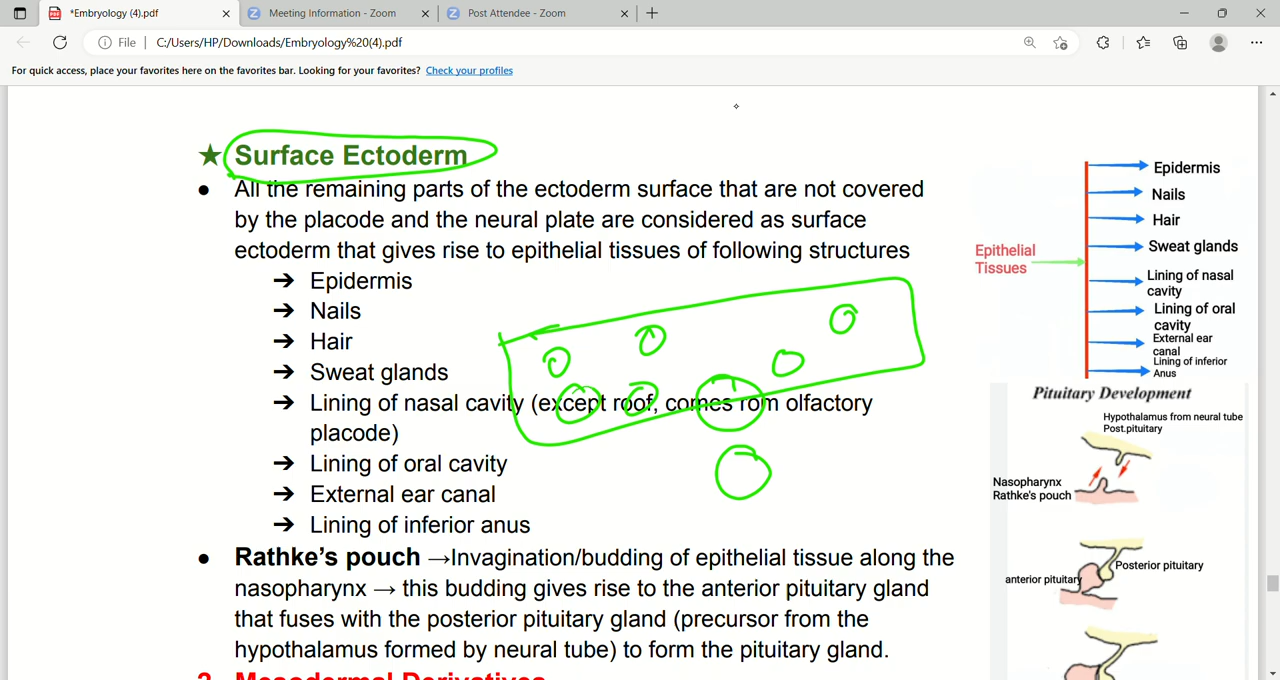 *Embryology (4).pdf
Meeting Information - Zoom
Post Attendee - Zoom
File
C:/Users/HP/Downloads/Embryology%20(4).pdf
For quick access, place your favorites here on the favorites bar. Looking for your favorites? Check your profiles
★ Surface Ectoderm
● All the remaining parts of the ectoderm surface that are not covered
by the placode and the neural plate are considered as surface
ectoderm that gives rise to epithelial tissues of following structures
➔ Epidermis
➔ Nails
➔ Hair
➔ Sweat glands
➔ Lining of nasal cavity (except roof, comes rom olfactory
placode)
➔ Lining of oral cavity
➔ External ear canal
➔ Lining of inferior anus
● Rathke's pouch →Invagination/budding of epithelial tissue along the
nasopharynx → this budding gives rise to the anterior pituitary gland
that fuses with the posterior pituitary gland (precursor from the
hypothalamus formed by neural tube) to form the pituitary gland.
2. Mesodermal Derivatives
Epithelial
Tissues
Epidermis
Nails
Hair
Sweat glands
Lining of nasal
cavity
Lining of oral
cavity
External ear
canal
Lining of inferior
Anus
Pituitary Development
Hypothalamus from neural tube
Post.pituitary
Nasopharynx
Rathke's pouch
Posterior pituitary
anterior pituitary